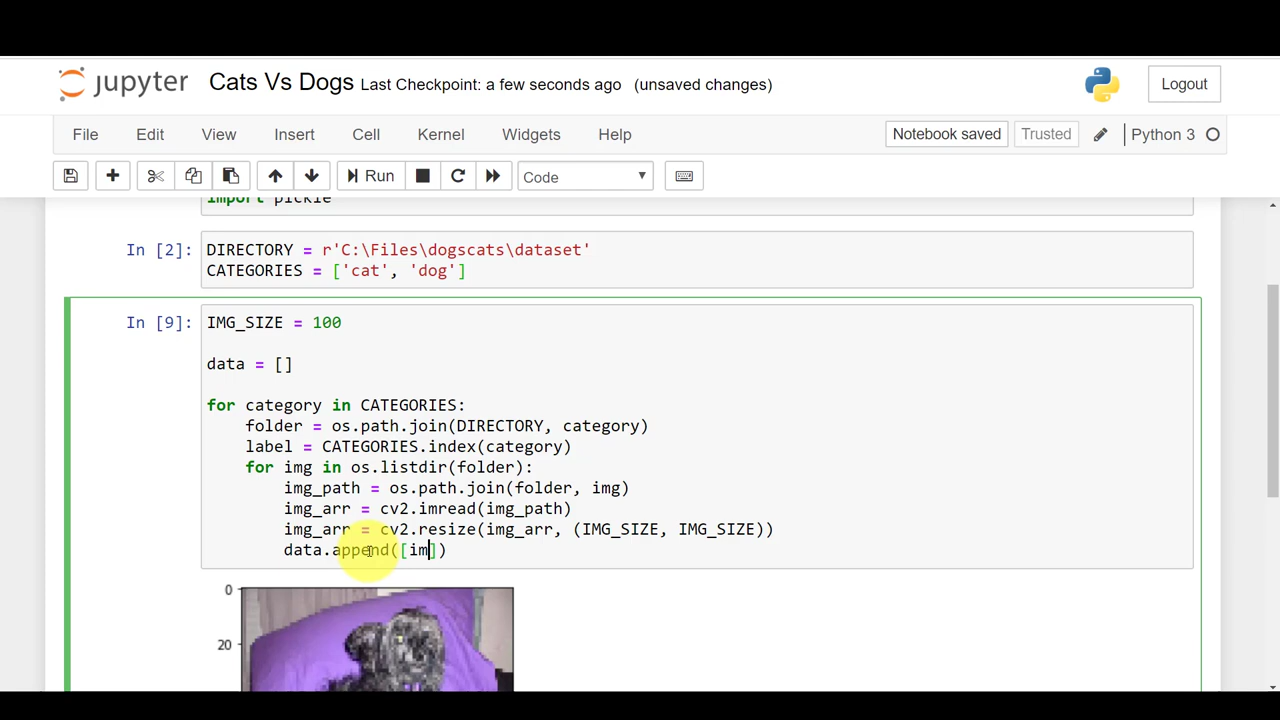 jupyter Cats Vs Dogs Last Checkpoint: a few seconds ago (unsaved changes) Logout
File Edit View Insert Cell Kernel Widgets Help Notebook saved Trusted Python 3
Run Code
import pickle
In [2]: DIRECTORY = r'C:\Files\dogscats\dataset'
CATEGORIES = ['cat', 'dog']
In [9]: IMG_SIZE = 100
data = []
for category in CATEGORIES:
folder = os.path.join(DIRECTORY, category)
label = CATEGORIES.index(category)
for img in os.listdir(folder):
img_path = os.path.join(folder, img)
img_arr = cv2.imread(img_path)
img_arr = cv2.resize(img_arr, (IMG_SIZE, IMG_SIZE))
data.append([im])
0
20